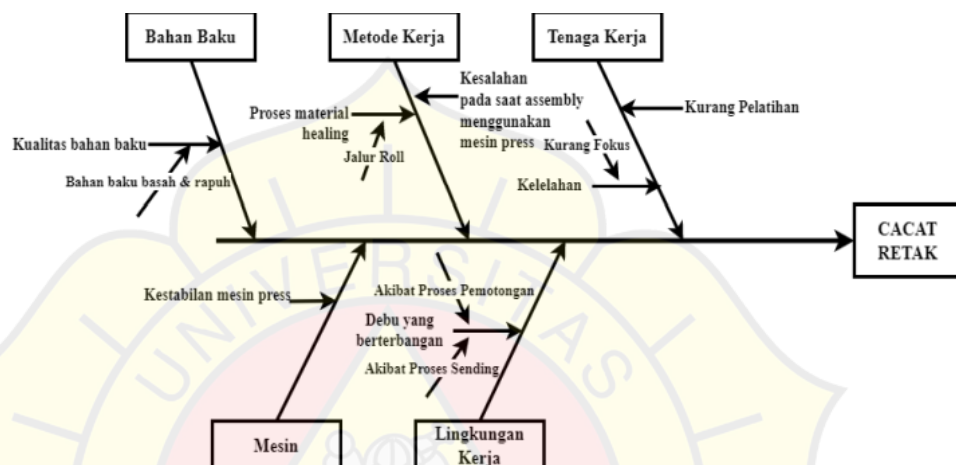 Bahan Baku
Metode Kerja
Tenaga Kerja
Kualitas bahan baku
Bahan baku basah & rapuh
Proses material
healing
Jalur Roll
Kesalahan
pada saat assembly
menggunakan
mesin press
Kurang Pelatihan
Kurang Fokus
Kelelahan
CACAT
RETAK
Kestabilan mesin press
Akibat Proses Pemotongan
Debu yang
berterbangan
Akibat Proses Sending
Mesin
Lingkungan
Kerja
UNIVERSITAS